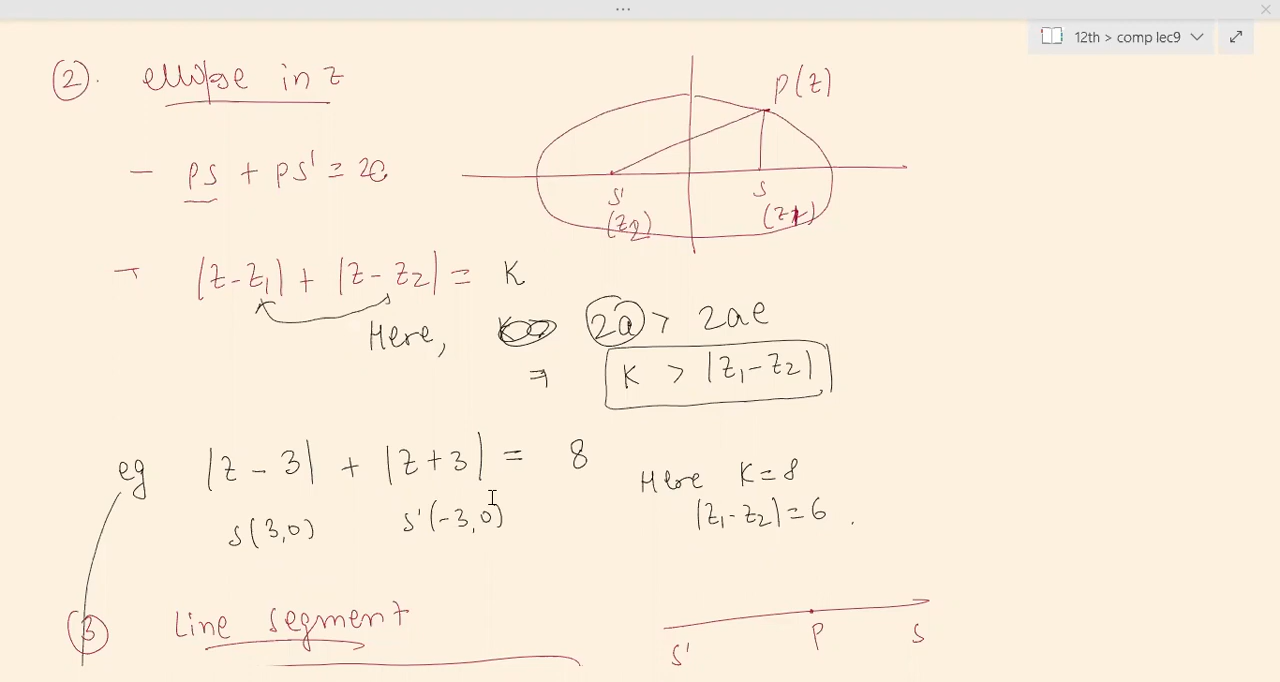 ...
12th > comp lec9
(2). ellipse in z
P(z)
- PS + PS' = 2a
S'
(z2)
S
(z1)
→ |z-z1| + |z-z2| = K
Here, 2a > 2ae
⇒ K > |z1-z2|
eg |z-3| + |z+3| = 8
Here K=8
S(3,0) S'(-3,0)
|z1-z2|=6.
(3) Line segment
S' P S